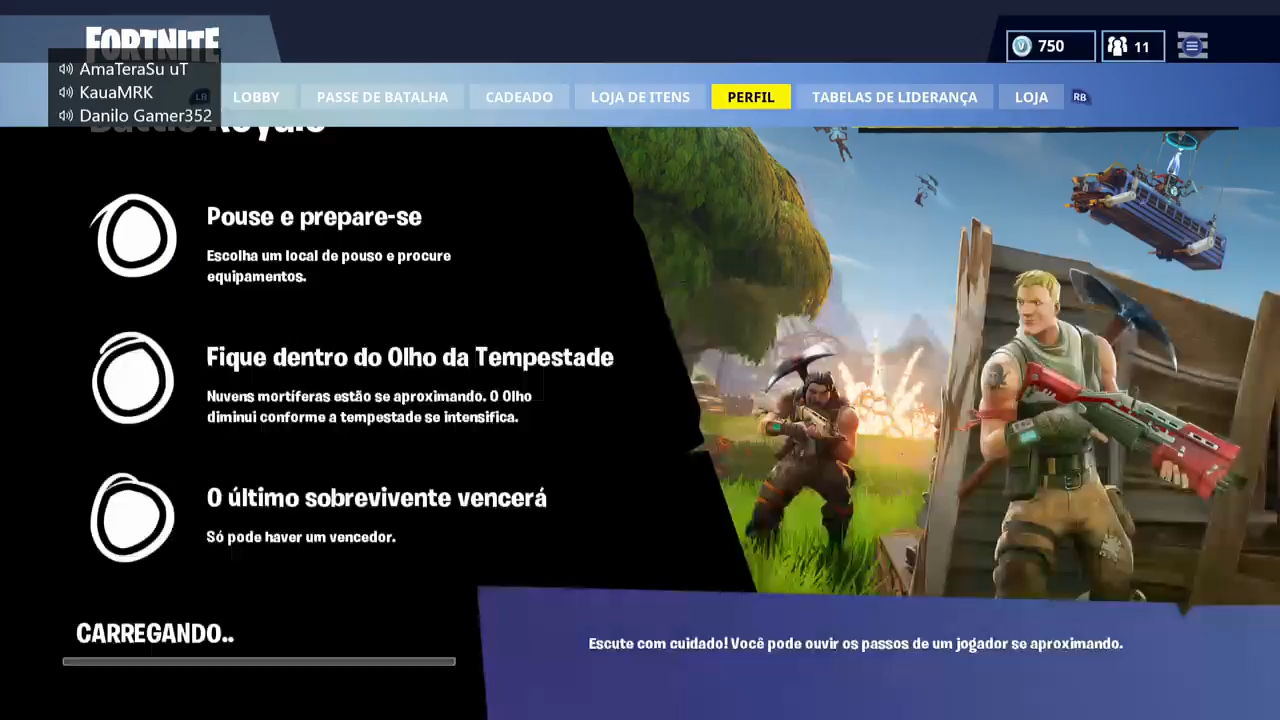 FORTNITE
AmaTeraSu uT
KauaMRK
Danilo Gamer352
LB
LOBBY
PASSE DE BATALHA
CADEADO
LOJA DE ITENS
PERFIL
TABELAS DE LIDERANÇA
LOJA
RB
V
750
11
Battle Royale
Pouse e prepare-se
Escolha um local de pouso e procure
equipamentos.
Fique dentro do Olho da Tempestade
Nuvens mortíferas estão se aproximando. O Olho
diminui conforme a tempestade se intensifica.
O último sobrevivente vencerá
Só pode haver um vencedor.
CARREGANDO..
Escute com cuidado! Você pode ouvir os passos de um jogador se aproximando.